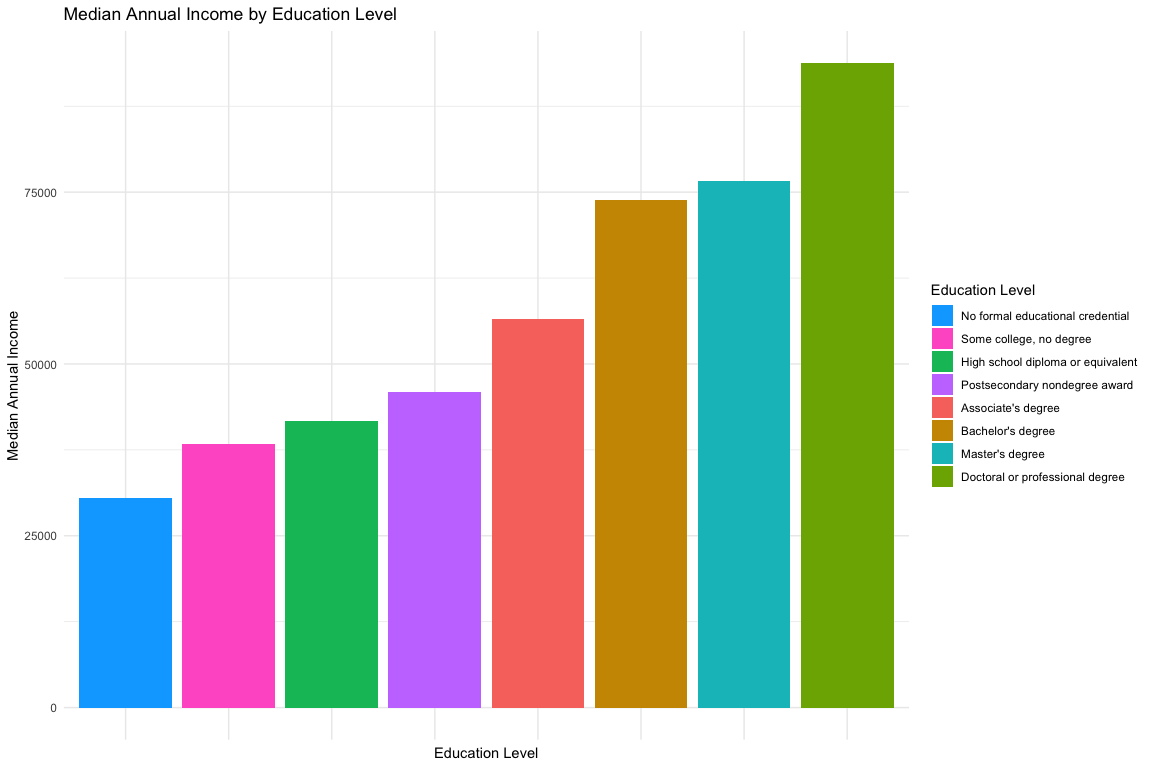 Median Annual Income by Education Level
Median Annual Income
75000
50000
25000
0
Education Level
Education Level
No formal educational credential
Some college, no degree
High school diploma or equivalent
Postsecondary nondegree award
Associate's degree
Bachelor's degree
Master's degree
Doctoral or professional degree